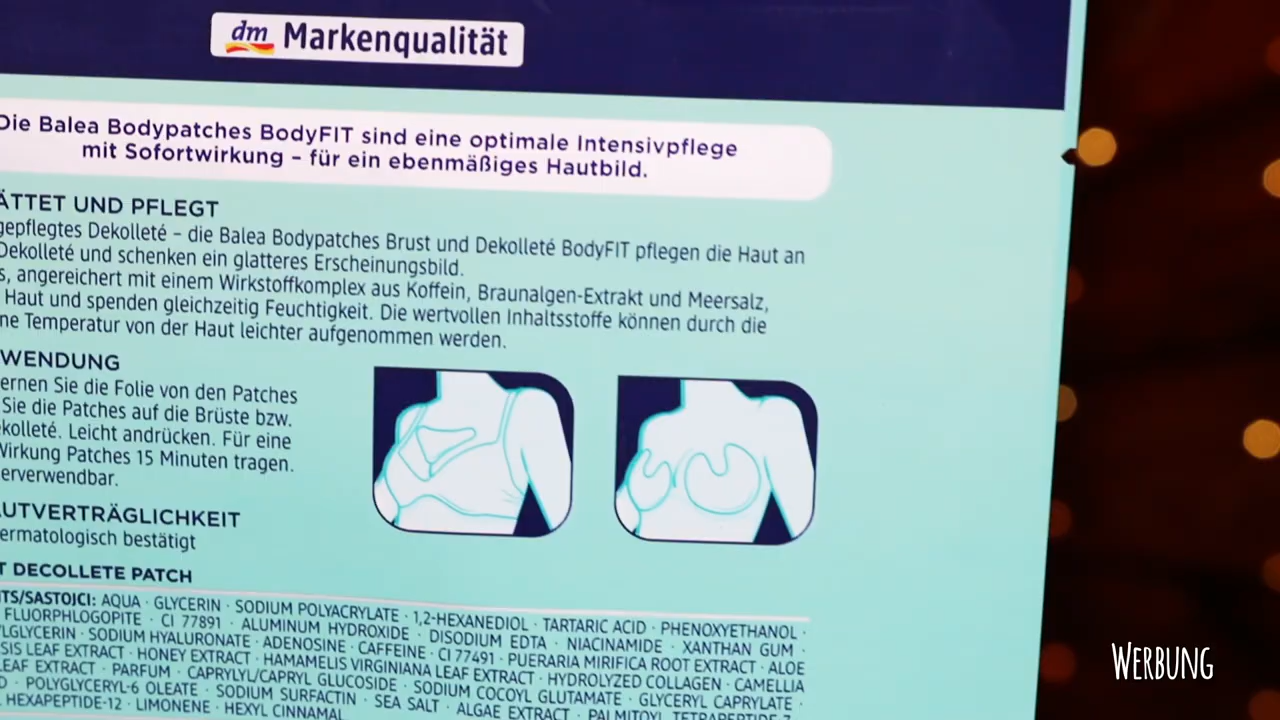 dm Markenqualität
Die Balea Bodypatches BodyFIT sind eine optimale Intensivpflege
mit Sofortwirkung – für ein ebenmäßiges Hautbild.
ÄTTET UND PFLEGT
gepflegtes Dekolleté – die Balea Bodypatches Brust und Dekolleté BodyFIT pflegen die Haut an
Dekolleté und schenken ein glatteres Erscheinungsbild.
s, angereichert mit einem Wirkstoffkomplex aus Koffein, Braunalgen-Extrakt und Meersalz,
Haut und spenden gleichzeitig Feuchtigkeit. Die wertvollen Inhaltsstoffe können durch die
ne Temperatur von der Haut leichter aufgenommen werden.
WENDUNG
ernen Sie die Folie von den Patches
Sie die Patches auf die Brüste bzw.
kolleté. Leicht andrücken. Für eine
Wirkung Patches 15 Minuten tragen.
erverwendbar.
UTVERTRÄGLICHKEIT
ermatologisch bestätigt
T DECOLLETE PATCH
TS/SASTOJCI: AQUA · GLYCERIN · SODIUM POLYACRYLATE · 1,2-HEXANEDIOL · TARTARIC ACID · PHENOXYETHANOL ·
FLUORPHLOGOPITE · CI 77891 · ALUMINUM HYDROXIDE · DISODIUM EDTA · NIACINAMIDE · XANTHAN GUM ·
YLGLYCERIN · SODIUM HYALURONATE · ADENOSINE · CAFFEINE · CI 77491 · PUERARIA MIRIFICA ROOT EXTRACT · ALOE
SIS LEAF EXTRACT · HONEY EXTRACT · HAMAMELIS VIRGINIANA LEAF EXTRACT · HYDROLYZED COLLAGEN · CAMELLIA
LEAF EXTRACT · PARFUM · CAPRYLYL/CAPRYL GLUCOSIDE · SODIUM COCOYL GLUTAMATE · GLYCERYL CAPRYLATE ·
D · POLYGLYCERYL-6 OLEATE · SODIUM SURFACTIN · SEA SALT · ALGAE EXTRACT · PALMITOYL TETRAPEPTIDE-7
HEXAPEPTIDE-12 · LIMONENE · HEXYL CINNAMAL
WERBUNG